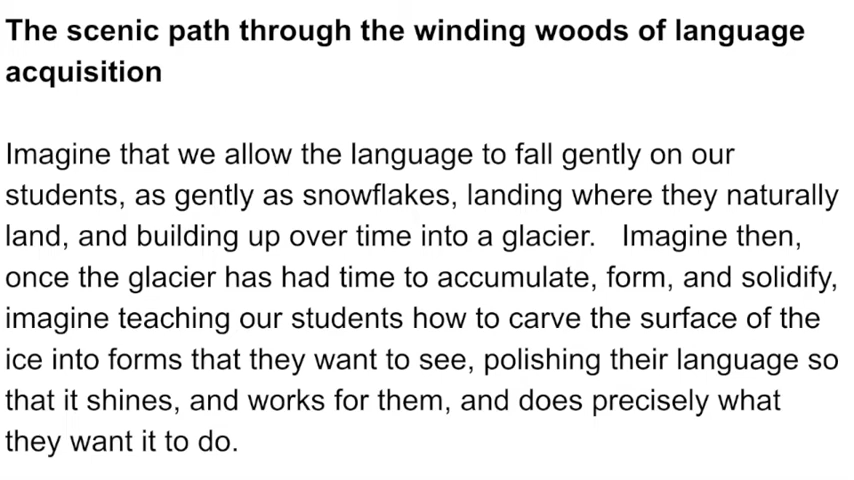 The scenic path through the winding woods of language
acquisition
Imagine that we allow the language to fall gently on our
students, as gently as snowflakes, landing where they naturally
land, and building up over time into a glacier.   Imagine then,
once the glacier has had time to accumulate, form, and solidify,
imagine teaching our students how to carve the surface of the
ice into forms that they want to see, polishing their language so
that it shines, and works for them, and does precisely what
they want it to do.